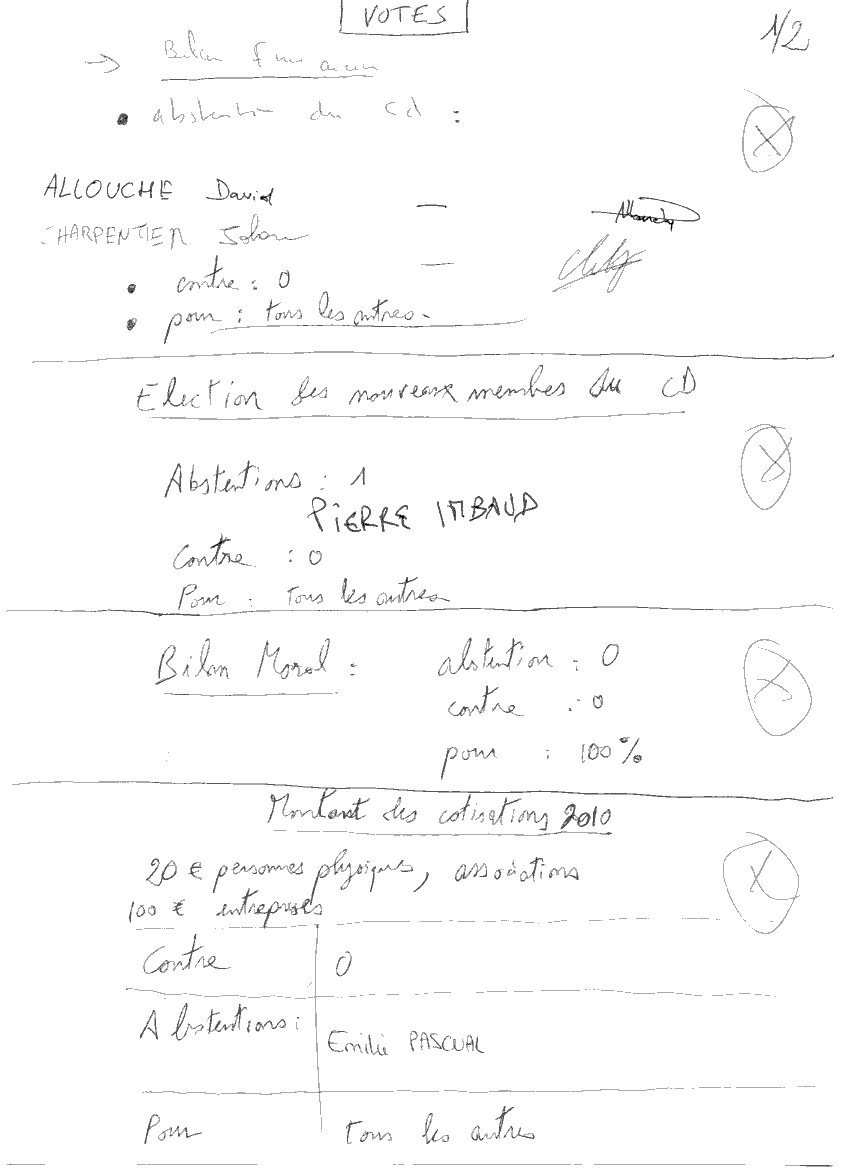 VOTES
1/2
→ Bilan financier
• abstention du Cd :
ALLOUCHE David —
CHARPENTIER Johan —
• contre : 0
• pour : tous les autres.
Election des nouveaux membres du CD
Abstentions : 1
PIERRE IMBAUD
Contre : 0
Pour : Tous les autres
Bilan Moral : abstention : 0
contre : 0
pour : 100%
Montant des cotisations 2010
20 € personnes physiques, associations
100 € entreprises
Contre 0
Abstentions : Emilie PASCUAL
Pour tous les autres